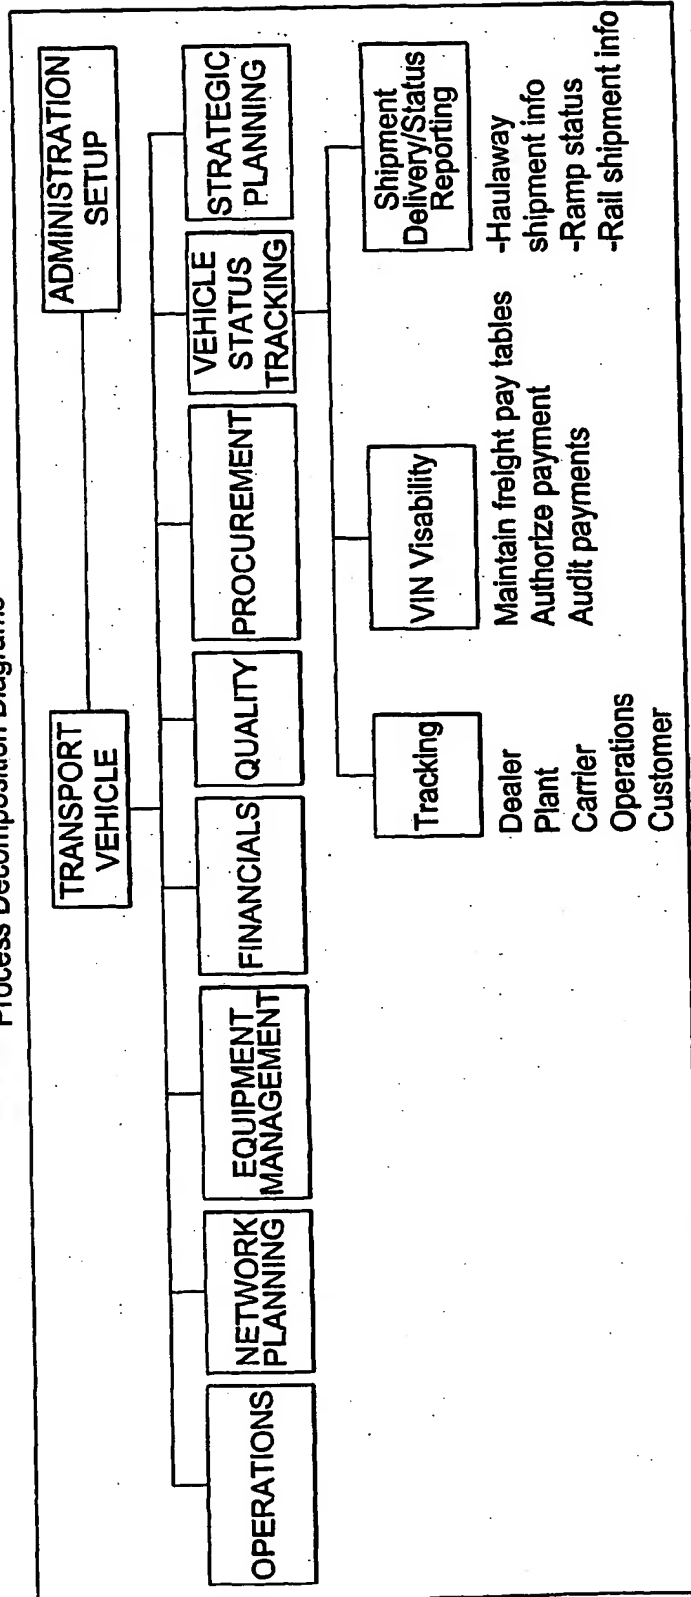 Process Decomposition Diagrams
TRANSPORT
VEHICLE
ADMINISTRATION
SETUP
OPERATIONS
NETWORK
PLANNING
EQUIPMENT
MANAGEMENT
FINANCIALS
QUALITY
PROCUREMENT
VEHICLE
STATUS
TRACKING
STRATEGIC
PLANNING
Tracking
Dealer
Plant
Carrier
Operations
Customer
VIN Visability
Maintain freight pay tables
Authorize payment
Audit payments
Shipment
Delivery/Status
Reporting
-Haulaway
shipment info
-Ramp status
-Rail shipment info